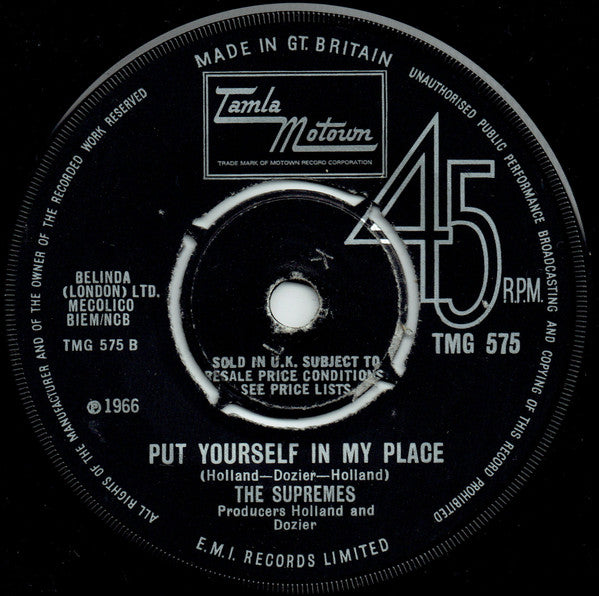 MADE IN GT. BRITAIN
UNAUTHORISED PUBLIC PERFORMANCE BROADCASTING AND COPYING OF THIS RECORD PROHIBITED
ALL RIGHTS OF THE MANUFACTURER AND OF THE OWNER OF THE RECORDED WORK RESERVED
Tamla
Motown
TRADE MARK OF MOTOWN RECORD CORPORATION
45
R.P.M.
TMG 575
BELINDA
(LONDON) LTD.
MECOLICO
BIEM/NCB
TMG 575 B
℗ 1966
K
SOLD IN U.K. SUBJECT TO
RESALE PRICE CONDITIONS
SEE PRICE LISTS
PUT YOURSELF IN MY PLACE
(Holland—Dozier—Holland)
THE SUPREMES
Producers Holland and
Dozier
E.M.I. RECORDS LIMITED